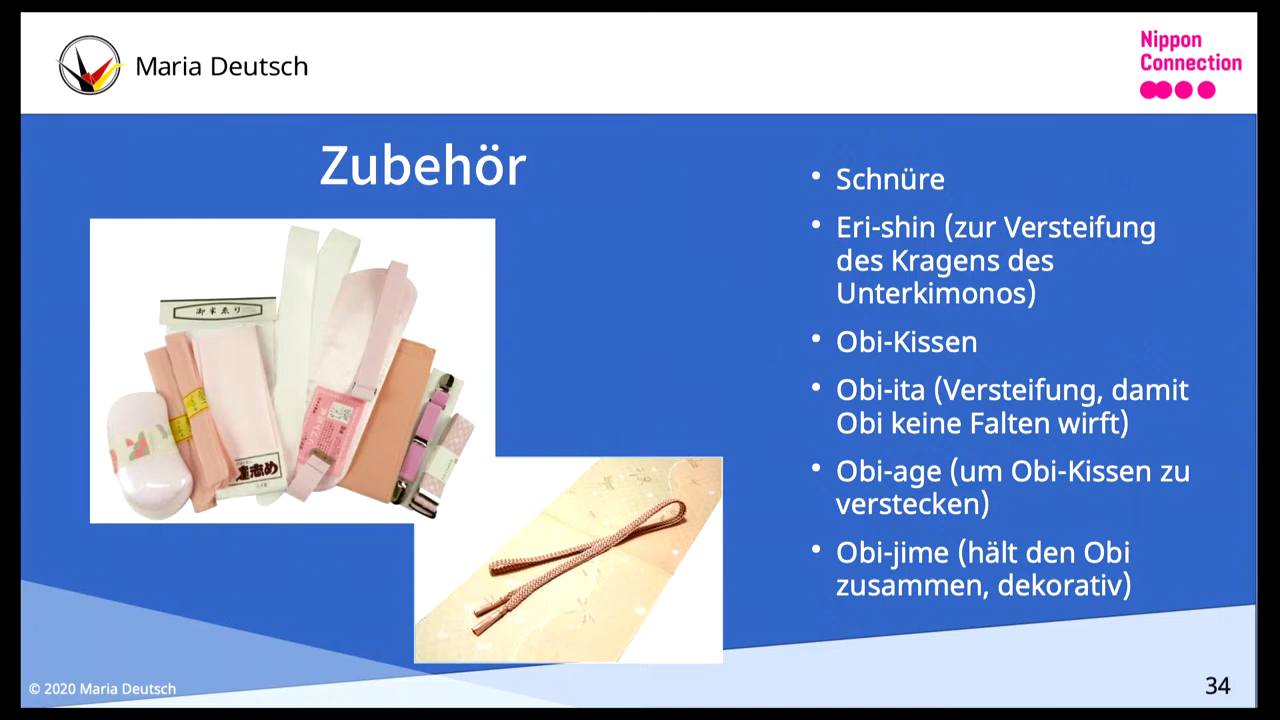 Maria Deutsch
Nippon
Connection
Zubehör
• Schnüre
• Eri-shin (zur Versteifung
des Kragens des
Unterkimonos)
• Obi-Kissen
• Obi-ita (Versteifung, damit
Obi keine Falten wirft)
• Obi-age (um Obi-Kissen zu
verstecken)
• Obi-jime (hält den Obi
zusammen, dekorativ)
© 2020 Maria Deutsch
34